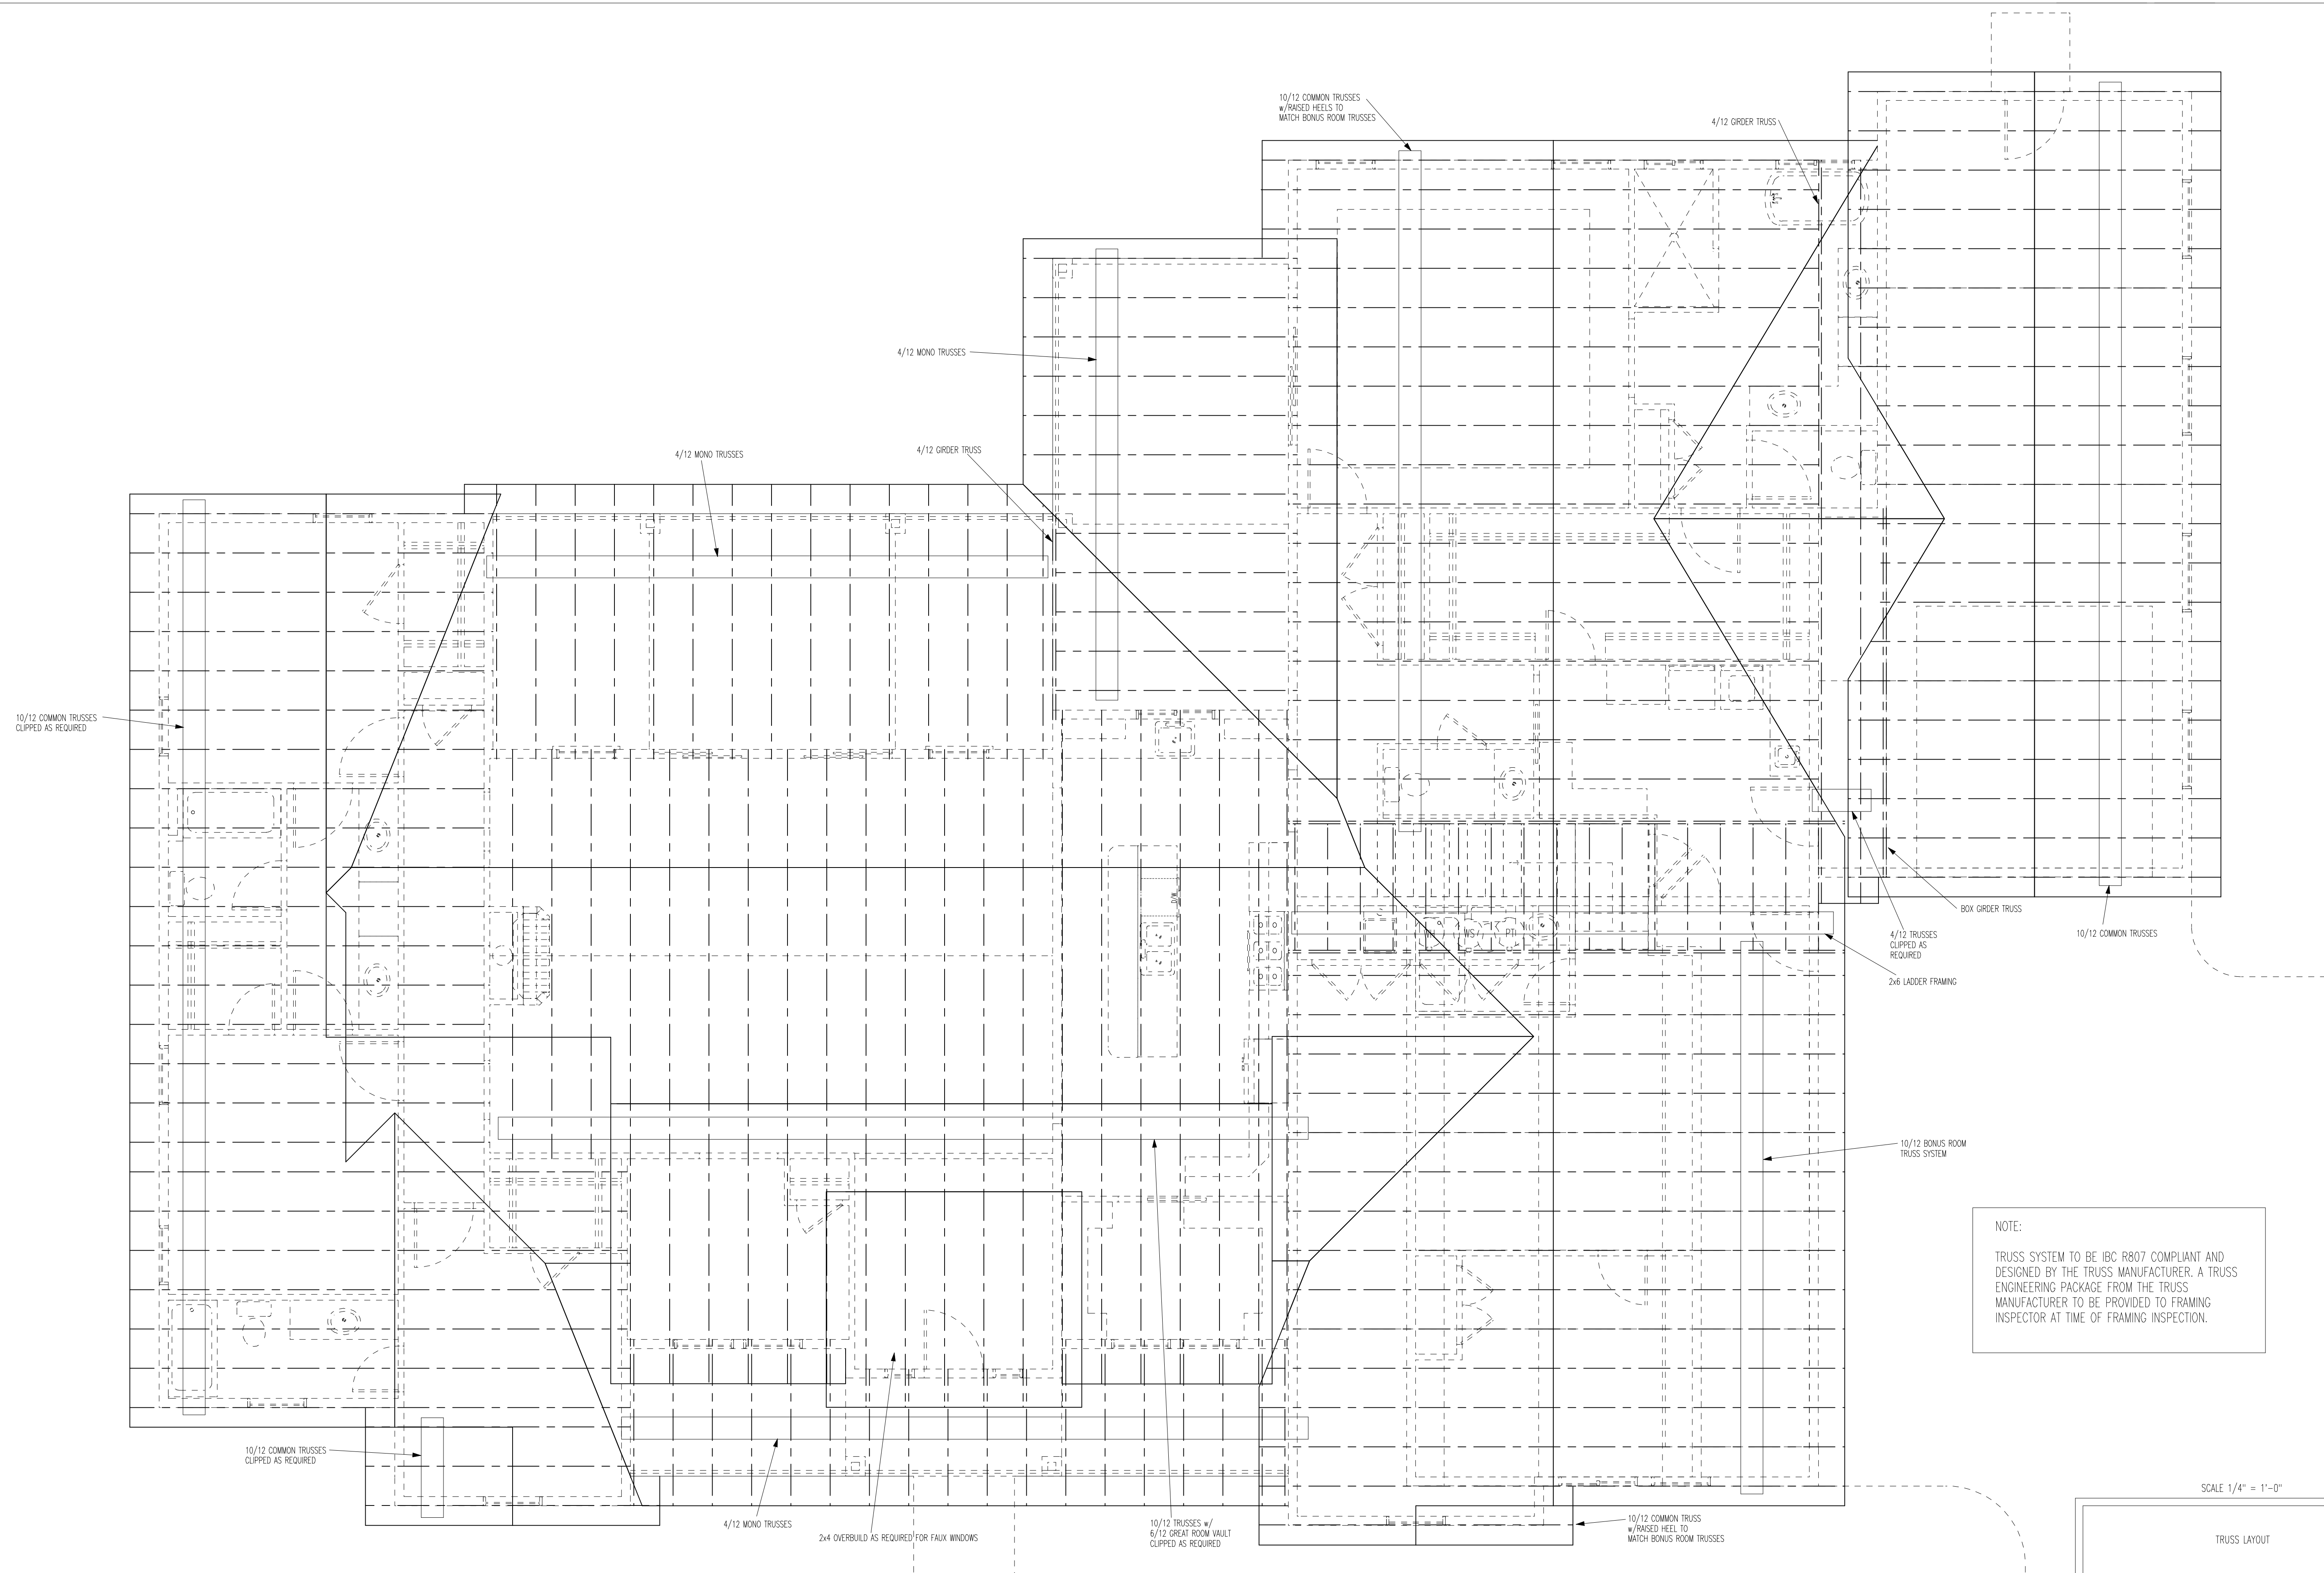 10/12 COMMON TRUSSES
w/RAISED HEELS TO
MATCH BONUS ROOM TRUSSES
4/12 GIRDER TRUSS
4/12 MONO TRUSSES
4/12 MONO TRUSSES
4/12 GIRDER TRUSS
10/12 COMMON TRUSSES
CLIPPED AS REQUIRED
D/W
WH
WS
PT
BOX GIRDER TRUSS
4/12 TRUSSES
CLIPPED AS
REQUIRED
10/12 COMMON TRUSSES
2x6 LADDER FRAMING
10/12 BONUS ROOM
TRUSS SYSTEM
NOTE:
TRUSS SYSTEM TO BE IBC R807 COMPLIANT AND
DESIGNED BY THE TRUSS MANUFACTURER. A TRUSS
ENGINEERING PACKAGE FROM THE TRUSS
MANUFACTURER TO BE PROVIDED TO FRAMING
INSPECTOR AT TIME OF FRAMING INSPECTION.
10/12 COMMON TRUSSES
CLIPPED AS REQUIRED
4/12 MONO TRUSSES
2x4 OVERBUILD AS REQUIRED FOR FAUX WINDOWS
10/12 TRUSSES w/
6/12 GREAT ROOM VAULT
CLIPPED AS REQUIRED
10/12 COMMON TRUSS
w/RAISED HEEL TO
MATCH BONUS ROOM TRUSSES
SCALE 1/4" = 1'-0"
TRUSS LAYOUT